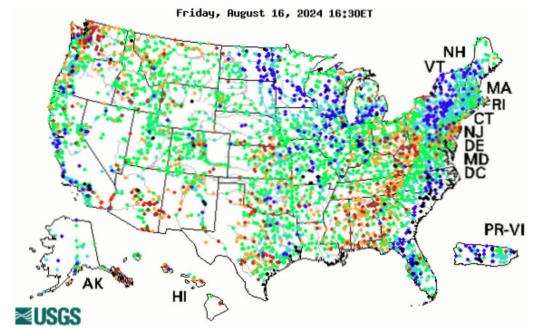 Friday, August 16, 2024 16:30ET
NH
VT
MA
RI
CT
NJ
DE
MD
DC
PR-VI
AK
HI
USGS